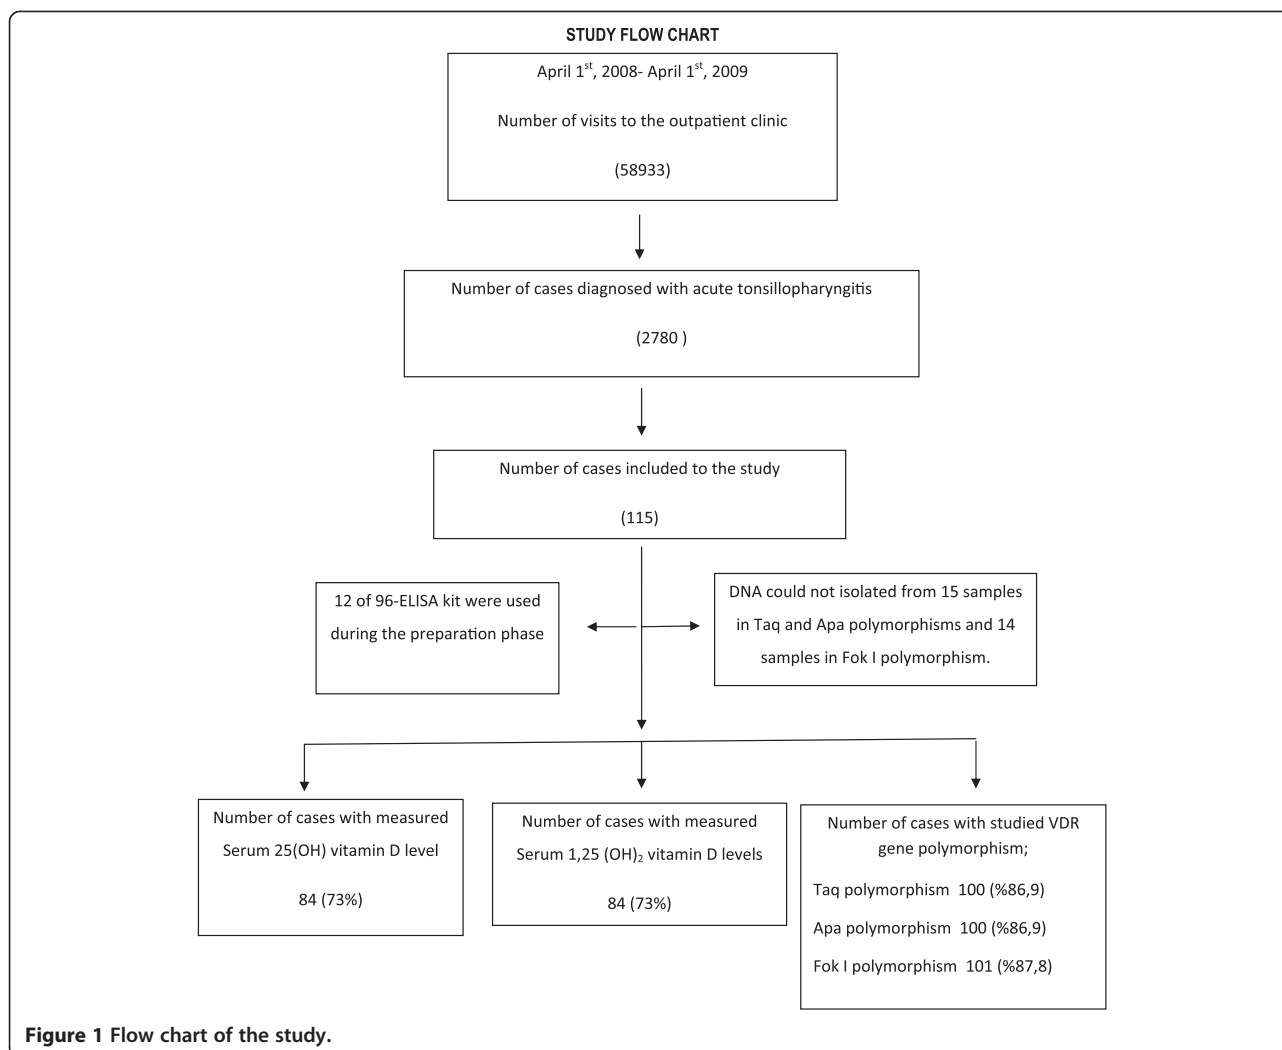 STUDY FLOW CHART
April 1st, 2008- April 1st, 2009
Number of visits to the outpatient clinic
(58933)
Number of cases diagnosed with acute tonsillopharyngitis
(2780 )
Number of cases included to the study
(115)
12 of 96-ELISA kit were used
during the preparation phase
DNA could not isolated from 15 samples
in Taq and Apa polymorphisms and 14
samples in Fok I polymorphism.
Number of cases with measured
Serum 25(OH) vitamin D level
84 (73%)
Number of cases with measured
Serum 1,25 (OH)2 vitamin D levels
84 (73%)
Number of cases with studied VDR
gene polymorphism;
Taq polymorphism 100 (%86,9)
Apa polymorphism 100 (%86,9)
Fok I polymorphism 101 (%87,8)
Figure 1 Flow chart of the study.